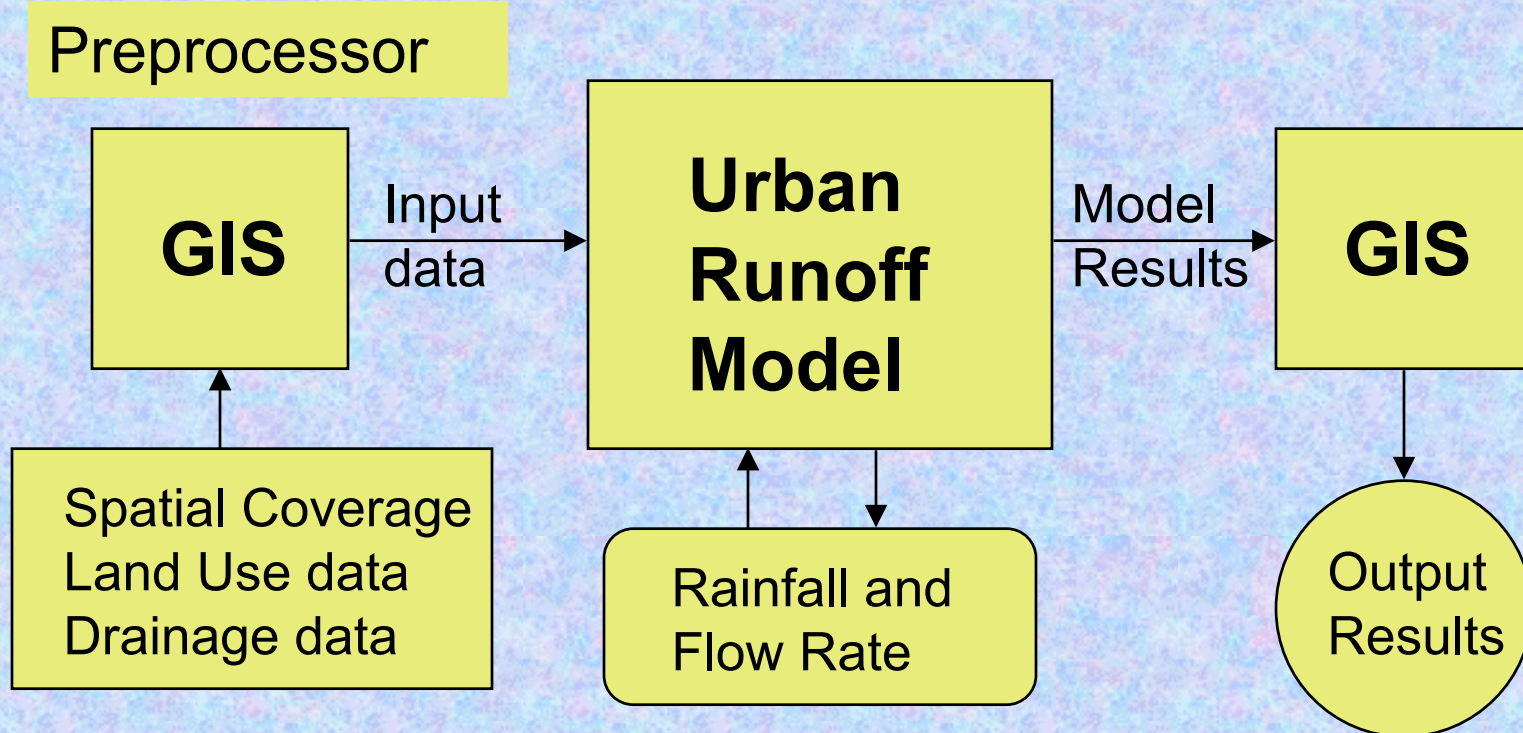 Preprocessor
GIS
Input
data
Urban
Runoff
Model
Model
Results
GIS
Spatial Coverage
Land Use data
Drainage data
Rainfall and
Flow Rate
Output
Results